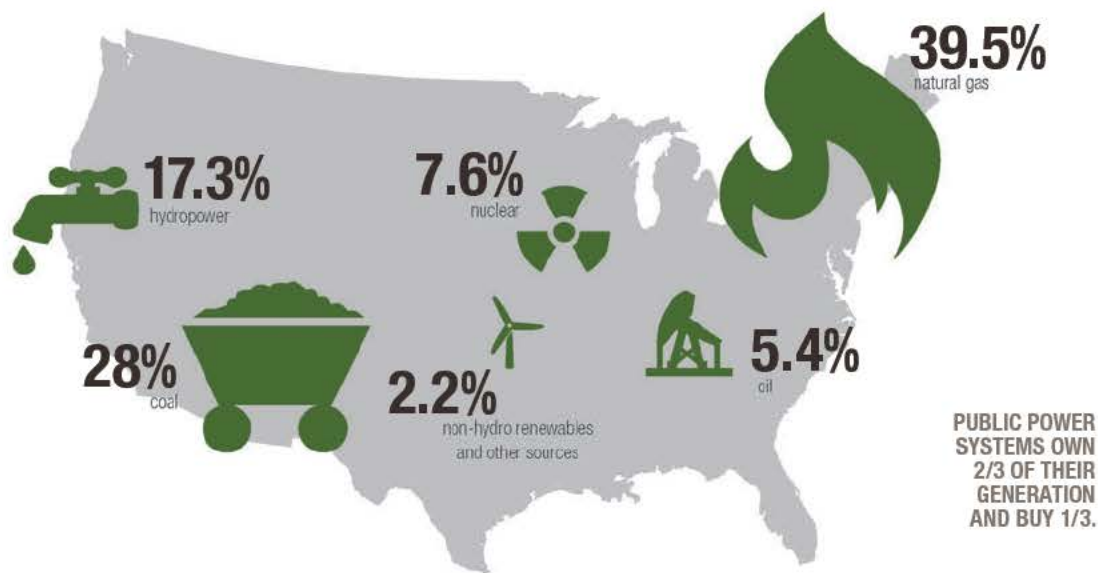 39.5%
natural gas
17.3%
hydropower
7.6%
nuclear
28%
coal
2.2%
non-hydro renewables
and other sources
5.4%
oil
PUBLIC POWER
SYSTEMS OWN
2/3 OF THEIR
GENERATION
AND BUY 1/3.